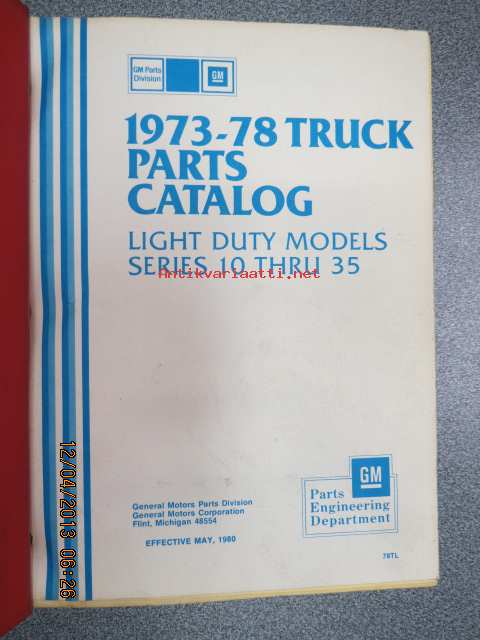 GM Parts
Division
GM
1973-78 TRUCK
PARTS
CATALOG
LIGHT DUTY MODELS
SERIES 10 THRU 35
Antikvariaatti.net
GM
Parts
Engineering
Department
General Motors Parts Division
General Motors Corporation
Flint, Michigan 48554
EFFECTIVE MAY, 1980
78TL
12/04/2013 06:26